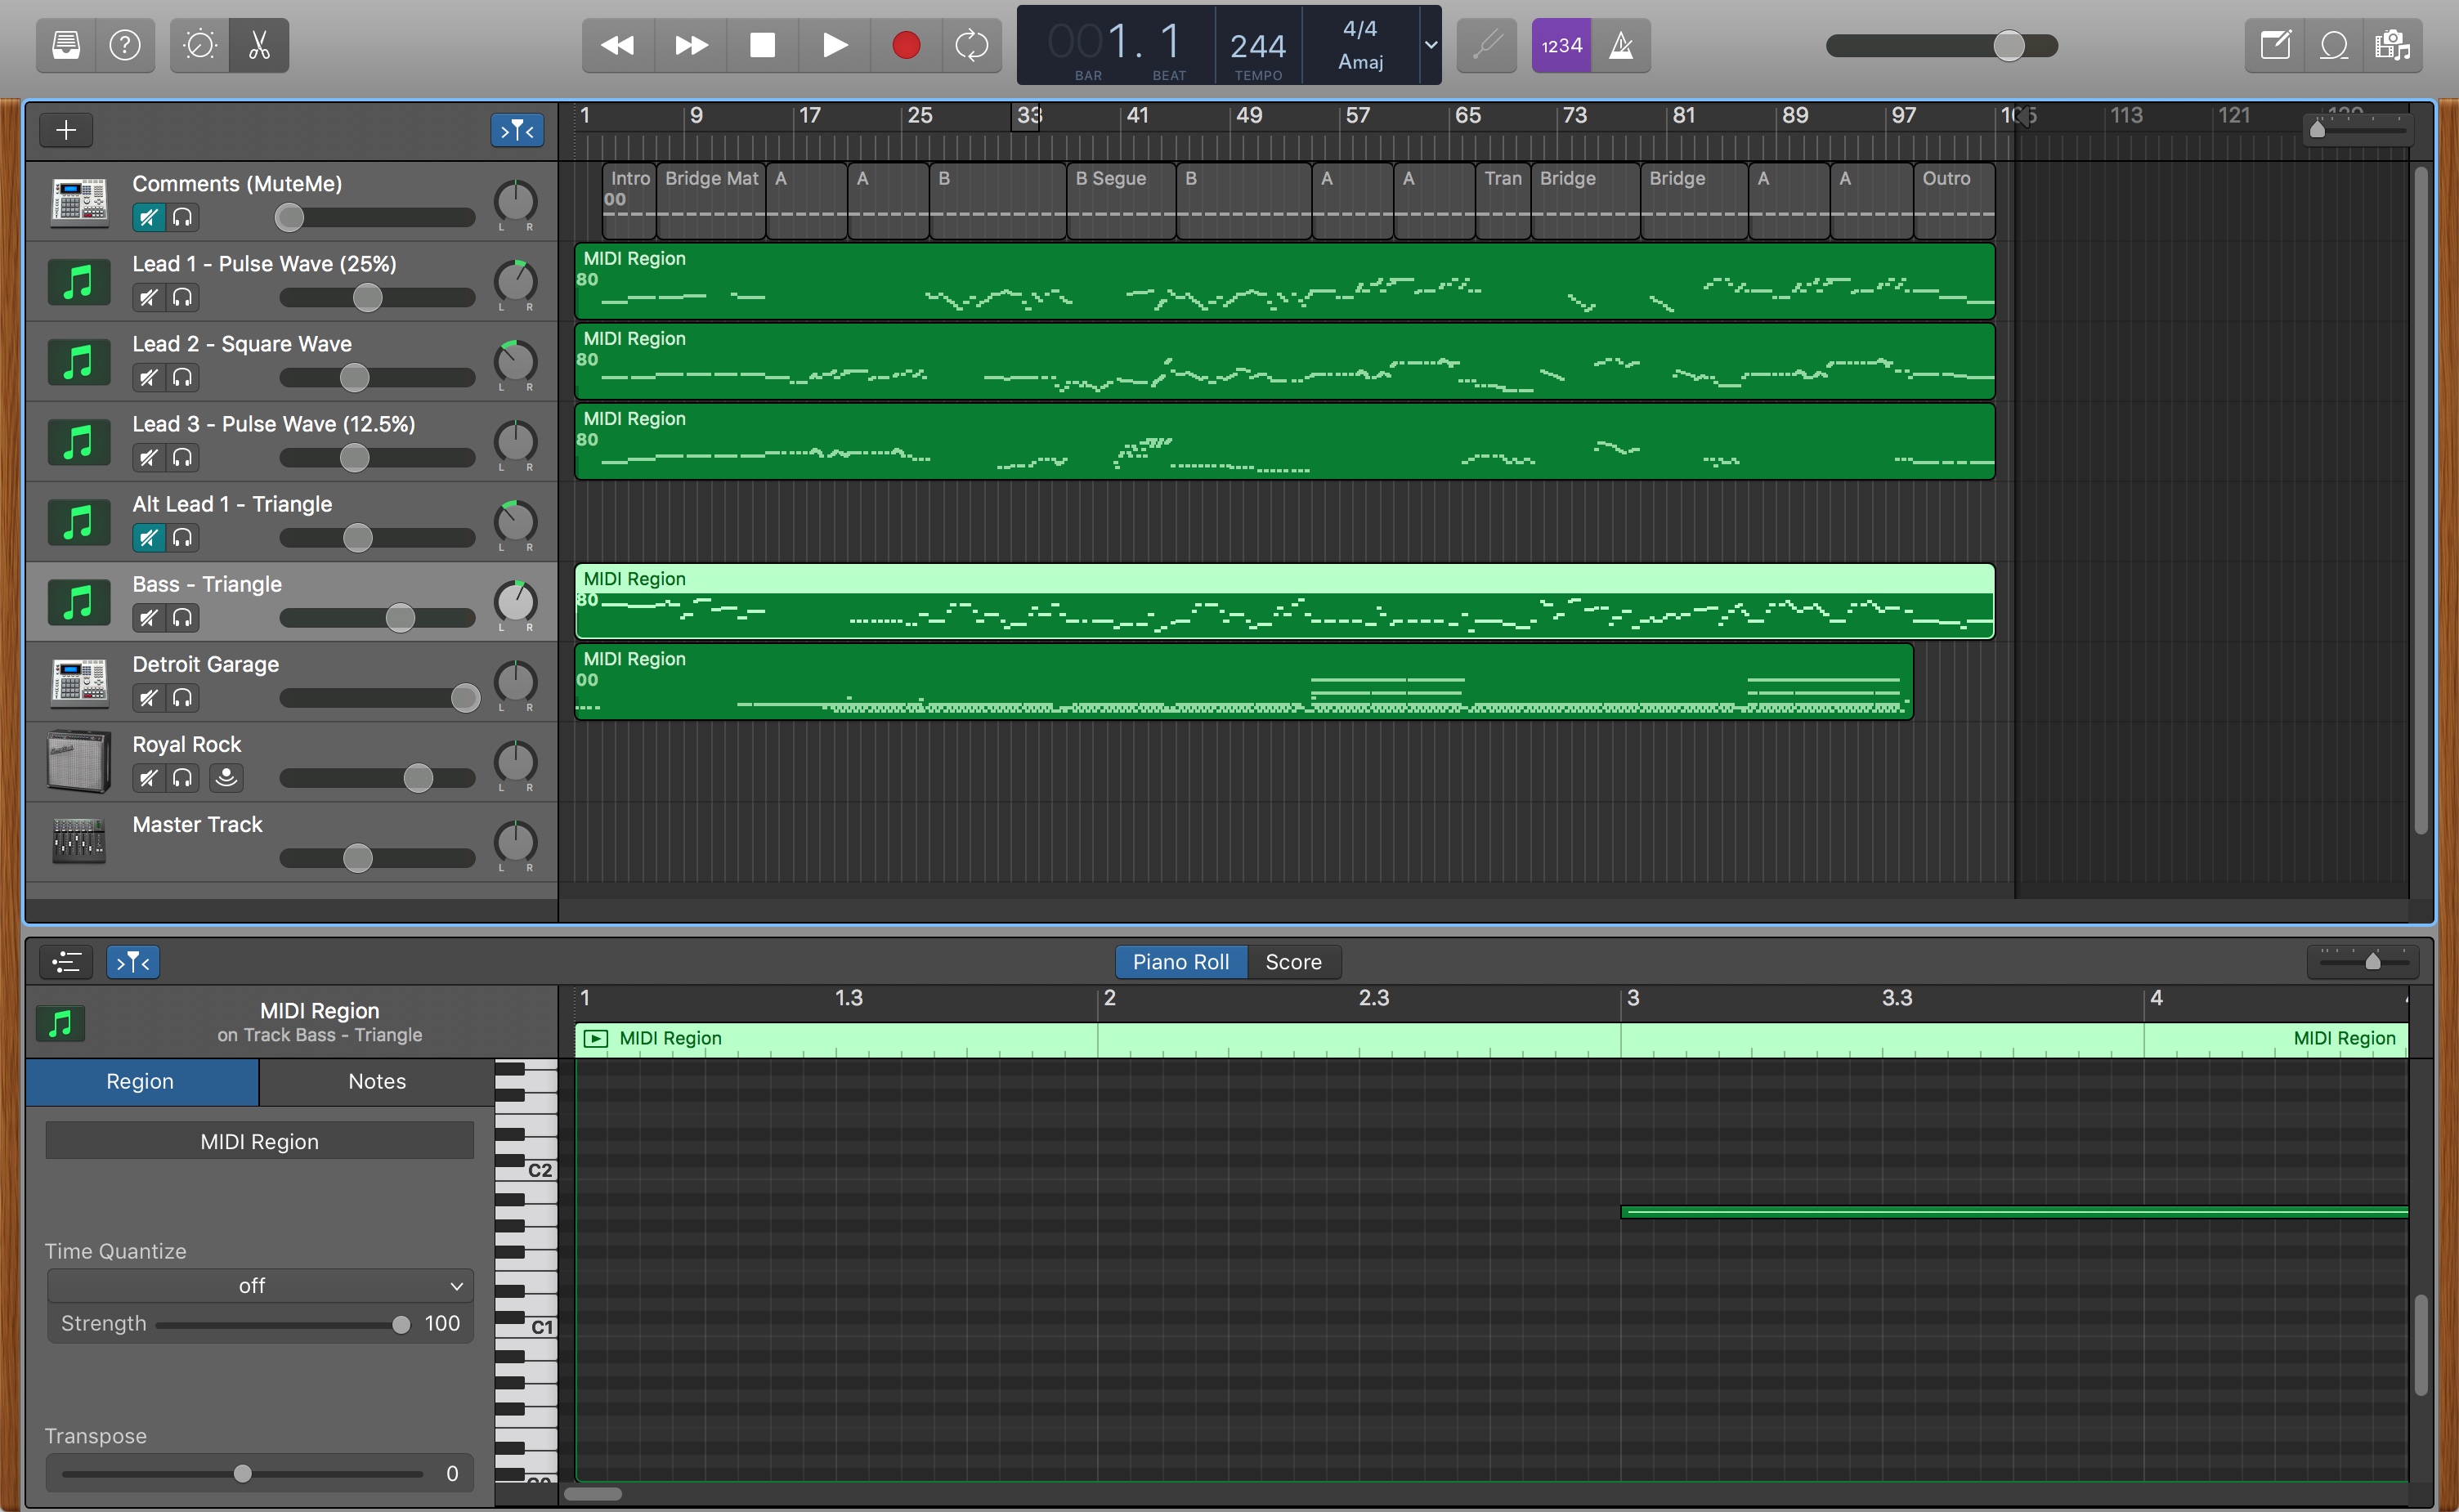 001. 1
BAR BEAT
244
TEMPO
4/4
Amaj
1234
1 9 17 25 33 41 49 57 65 73 81 89 97 105 113 121 129
Comments (MuteMe)
L R
Intro Bridge Mat A A B B Segue B A A Tran Bridge Bridge A A Outro
00
Lead 1 - Pulse Wave (25%)
L R
MIDI Region
80
Lead 2 - Square Wave
L R
MIDI Region
80
Lead 3 - Pulse Wave (12.5%)
L R
MIDI Region
80
Alt Lead 1 - Triangle
L R
Bass - Triangle
L R
MIDI Region
80
Detroit Garage
L R
MIDI Region
00
Royal Rock
L R
Master Track
L R
Piano Roll Score
MIDI Region
on Track Bass - Triangle
1 1.3 2 2.3 3 3.3 4
MIDI Region MIDI Region
Region Notes
MIDI Region
Time Quantize
off
Strength 100
Transpose
0
C2
C1